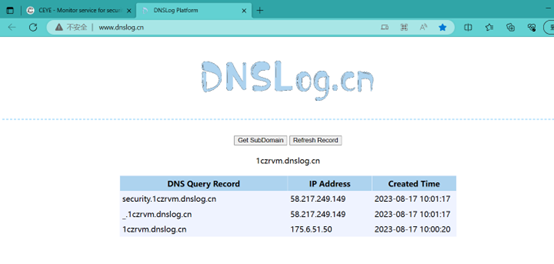 CEYE - Monitor service for securi
DNSLog Platform
不安全 | www.dnslog.cn
DNSLog.cn
Get SubDomain Refresh Record
1czrvm.dnslog.cn
DNS Query Record IP Address Created Time
security.1czrvm.dnslog.cn 58.217.249.149 2023-08-17 10:01:17
_.1czrvm.dnslog.cn 58.217.249.149 2023-08-17 10:01:17
1czrvm.dnslog.cn 175.6.51.50 2023-08-17 10:00:20